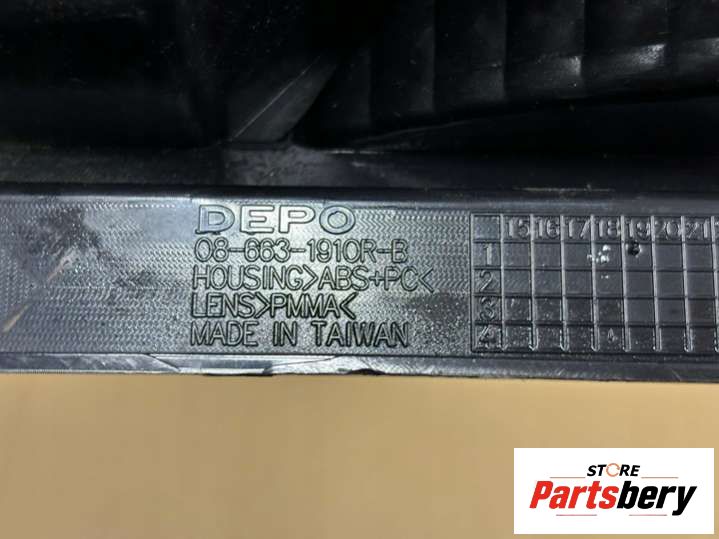 DEPO
08-663-1910R-B
HOUSING>ABS+PC<
LENS>PMMA<
MADE IN TAIWAN
15 16 17 18 19 20 21
1
2
3
4
STORE
Partsbery